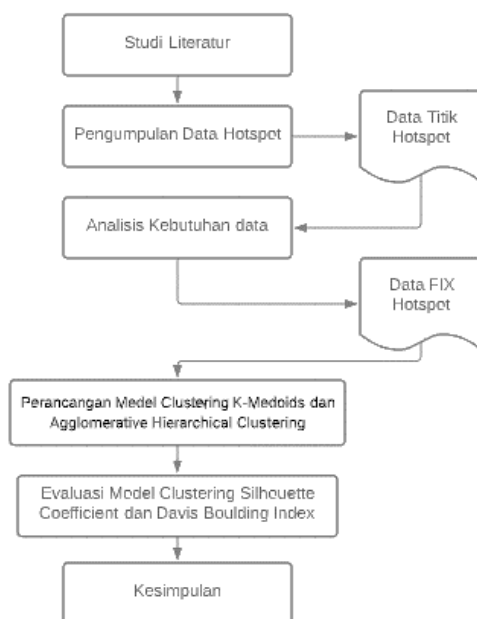 Studi Literatur
Pengumpulan Data Hotspot
Data Titik
Hotspot
Analisis Kebutuhan data
Data FIX
Hotspot
Perancangan Medel Clustering K-Medoids dan
Agglomerative Hierarchical Clustering
Evaluasi Model Clustering Silhouette
Coefficient dan Davis Boulding Index
Kesimpulan